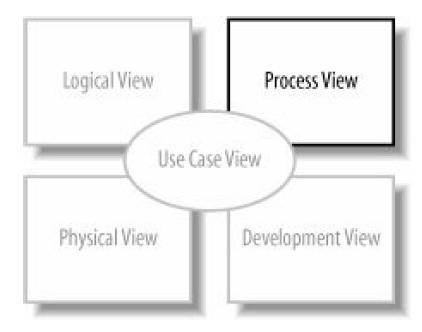 Logical View
Process View
Use Case View
Physical View
Development View